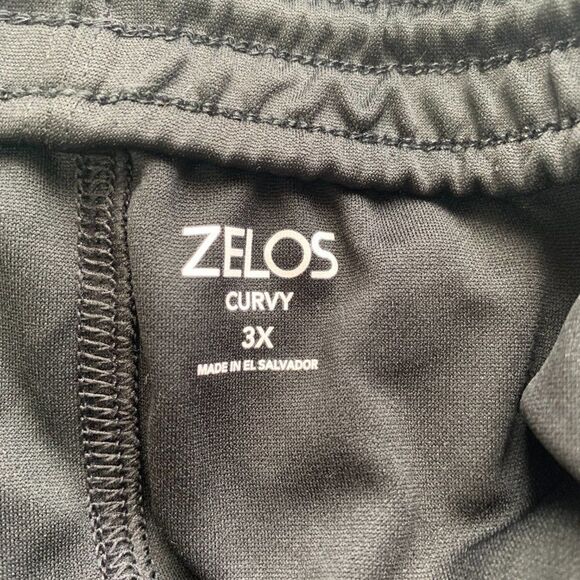 ZELOS
CURVY
3X
MADE IN EL SALVADOR